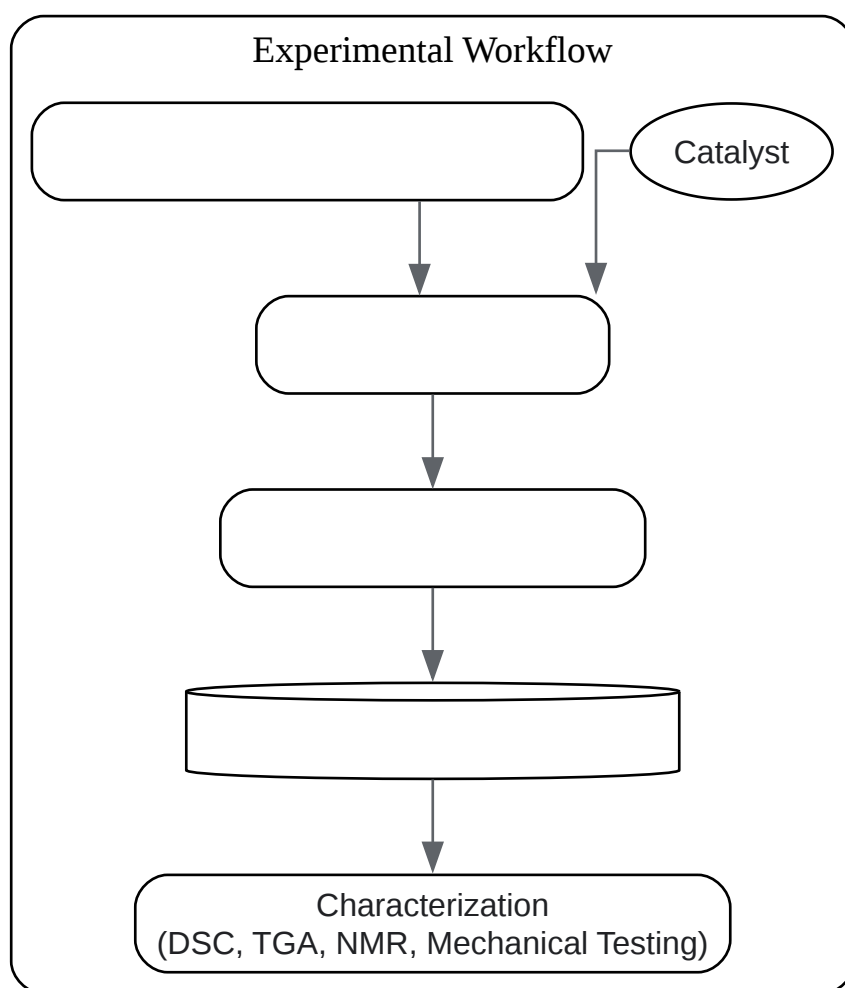 Experimental Workflow
Catalyst
Characterization
(DSC, TGA, NMR, Mechanical Testing)